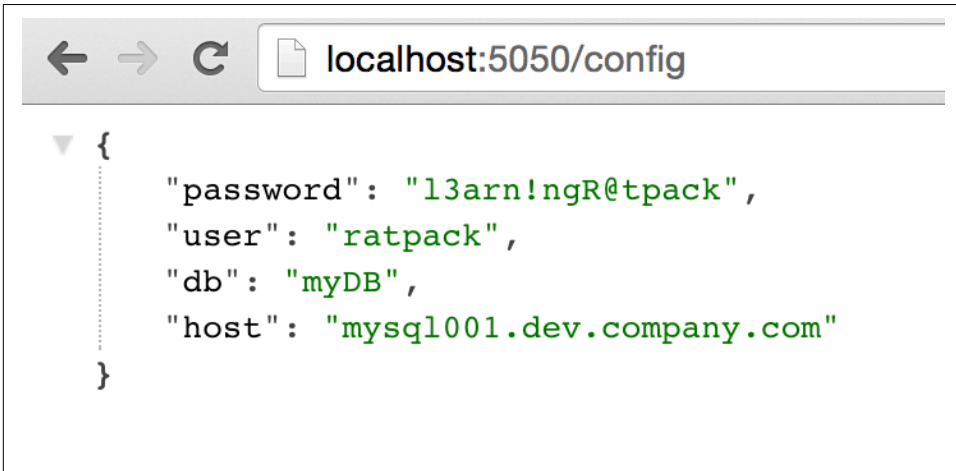 localhost:5050/config
{
"password": "l3arn!ngR@tpack",
"user": "ratpack",
"db": "myDB",
"host": "mysql001.dev.company.com"
}